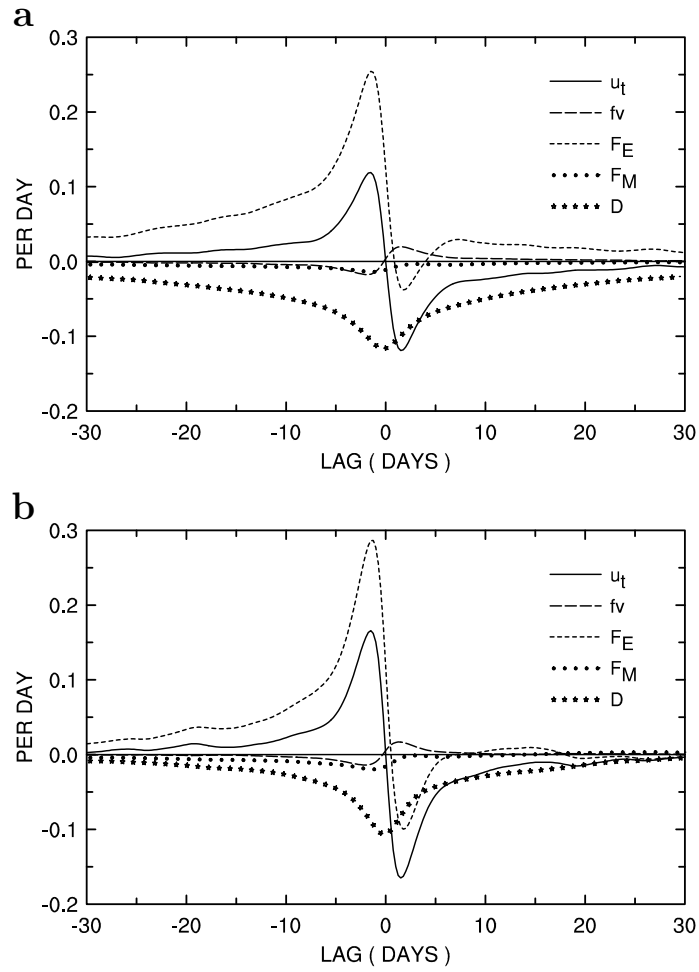 a
0.3
0.2
0.1
0.0
-0.1
-0.2
PER DAY
u_t
fv
F_E
F_M
D
-30 -20 -10 0 10 20 30
LAG ( DAYS )
b
0.3
0.2
0.1
0.0
-0.1
-0.2
PER DAY
u_t
fv
F_E
F_M
D
-30 -20 -10 0 10 20 30
LAG ( DAYS )